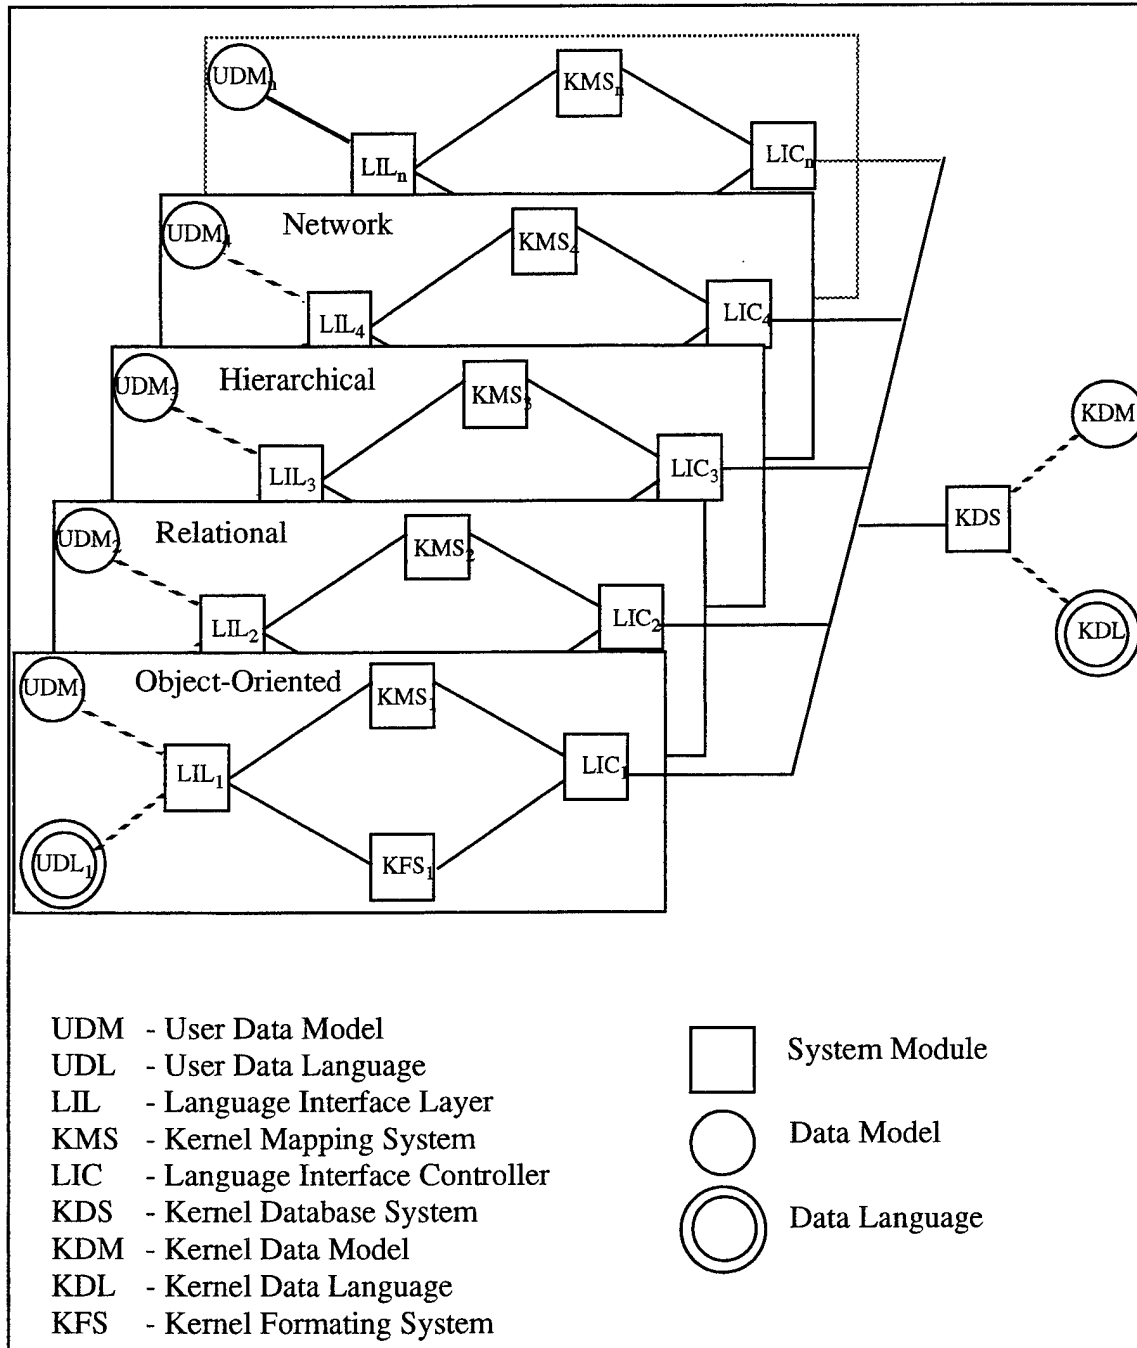 UDMn
KMSn
LILn
LICn
Network
UDM4
KMS4
LIL4
LIC4
Hierarchical
UDM3
KMS3
LIL3
LIC3
Relational
UDM2
KMS2
LIL2
LIC2
Object-Oriented
UDM1
KMS1
LIL1
LIC1
UDL1
KFS1
KDM
KDS
KDL
UDM - User Data Model
UDL - User Data Language
LIL - Language Interface Layer
KMS - Kernel Mapping System
LIC - Language Interface Controller
KDS - Kernel Database System
KDM - Kernel Data Model
KDL - Kernel Data Language
KFS - Kernel Formating System
System Module
Data Model
Data Language